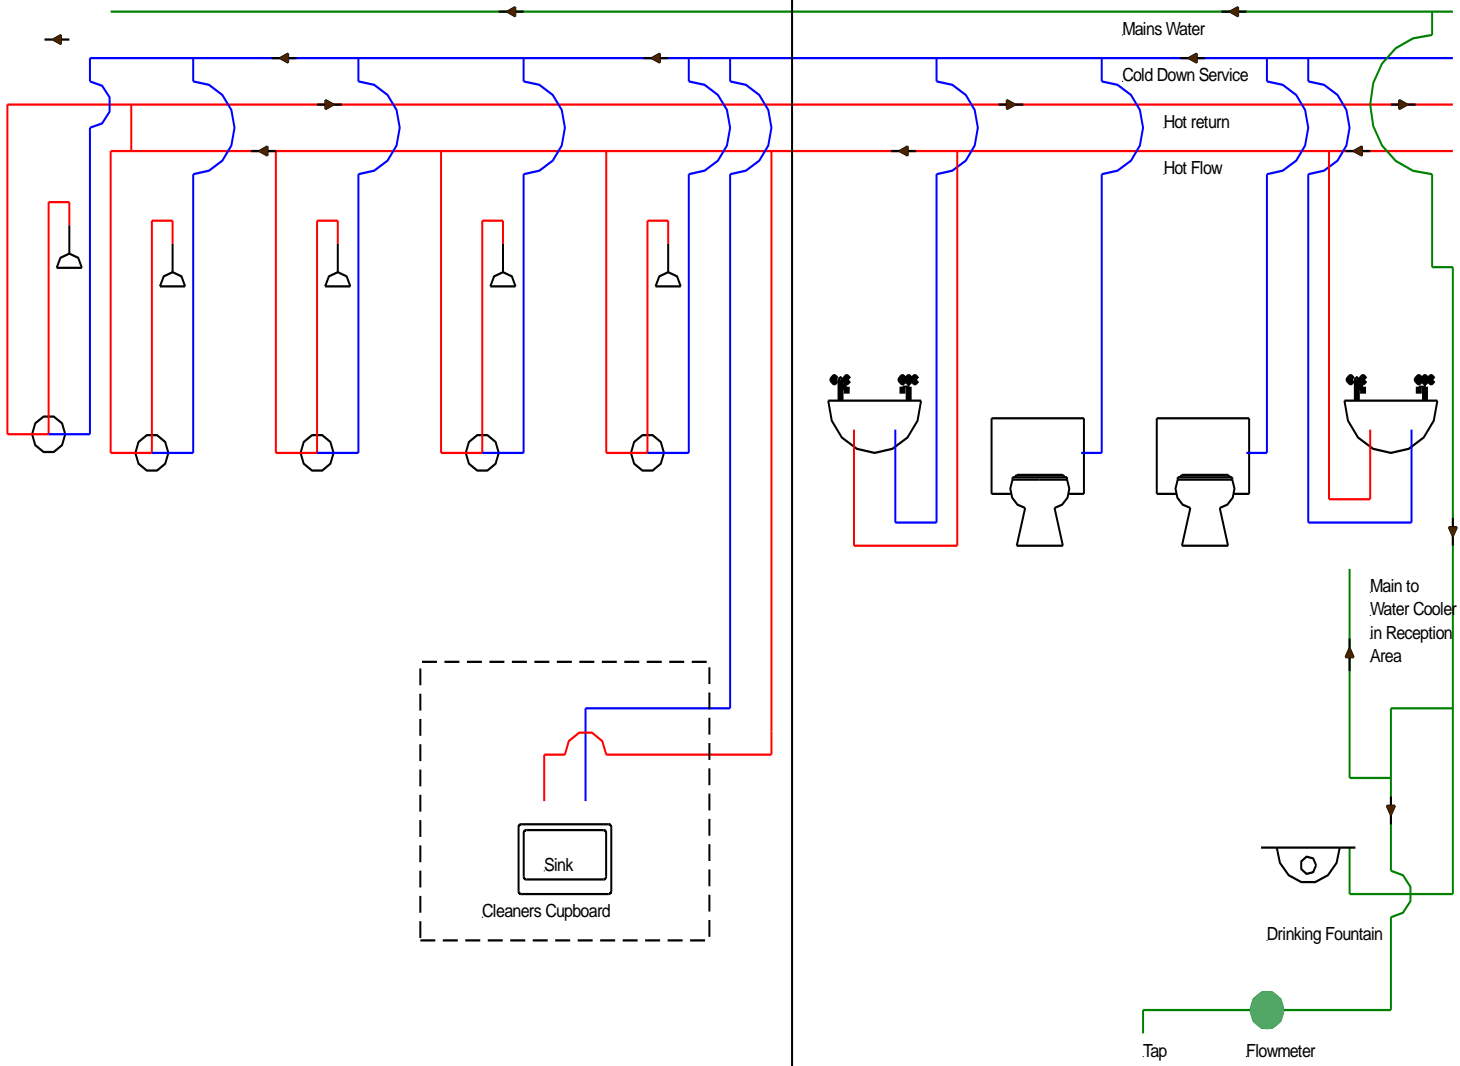 Mains Water
Cold Down Service
Hot return
Hot Flow
Main to
Water Cooler
in Reception
Area
Sink
Cleaners Cupboard
Drinking Fountain
Tap
Flowmeter